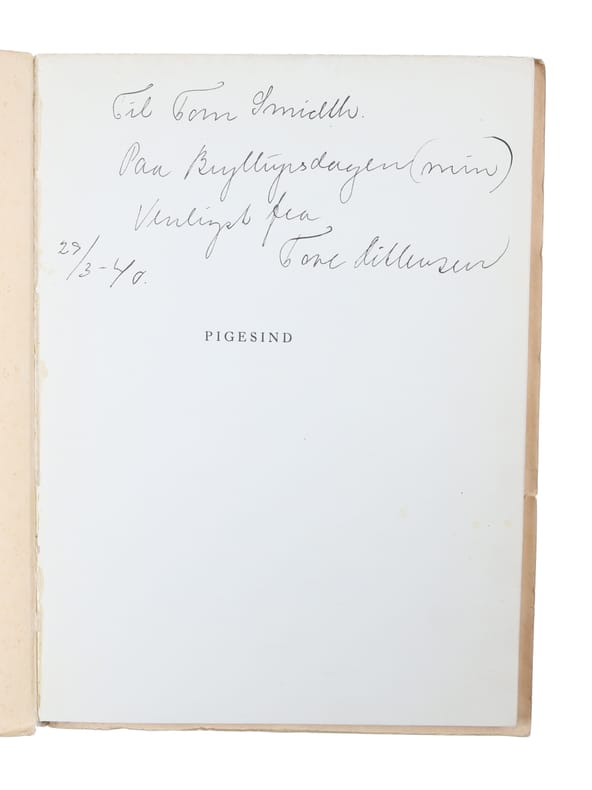 Til Tom Smidth.
Paa Bryllupsdagen (min)
Venligst fra
Tove Ditlevsen
29/3-40.
PIGESIND